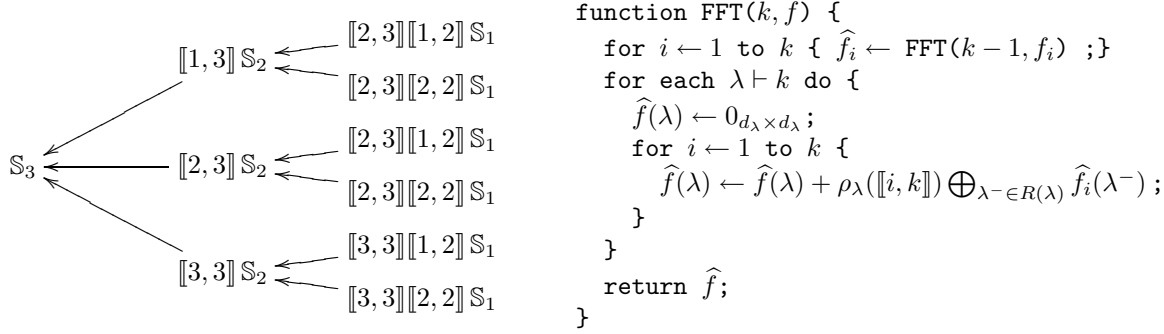 𝕊₃
⟦1,3⟧ 𝕊₂
⟦2,3⟧ 𝕊₂
⟦3,3⟧ 𝕊₂
⟦2,3⟧⟦1,2⟧ 𝕊₁
⟦2,3⟧⟦2,2⟧ 𝕊₁
⟦2,3⟧⟦1,2⟧ 𝕊₁
⟦2,3⟧⟦2,2⟧ 𝕊₁
⟦3,3⟧⟦1,2⟧ 𝕊₁
⟦3,3⟧⟦2,2⟧ 𝕊₁
function FFT(k, f) {
for i ← 1 to k { f̂ᵢ ← FFT(k − 1, fᵢ) ;}
for each λ ⊢ k do {
f̂(λ) ← 0_{d_λ×d_λ};
for i ← 1 to k {
f̂(λ) ← f̂(λ) + ρ_λ(⟦i, k⟧) ⨁_{λ⁻∈R(λ)} f̂ᵢ(λ⁻) ;
}
}
return f̂;
}